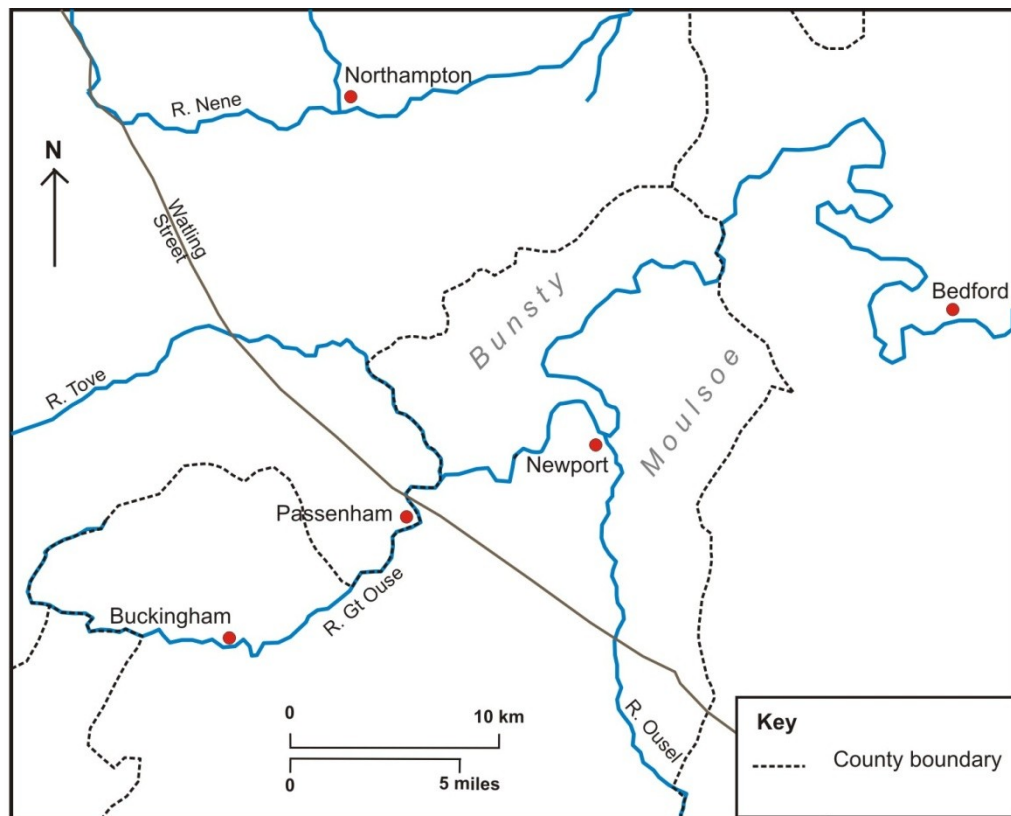 Northampton
R. Nene
N
Watling
Street
Bunsty
Bedford
R. Tove
Moulsoe
Newport
Passenham
R. Gt Ouse
Buckingham
0
10 km
0
5 miles
R. Ousel
Key
County boundary